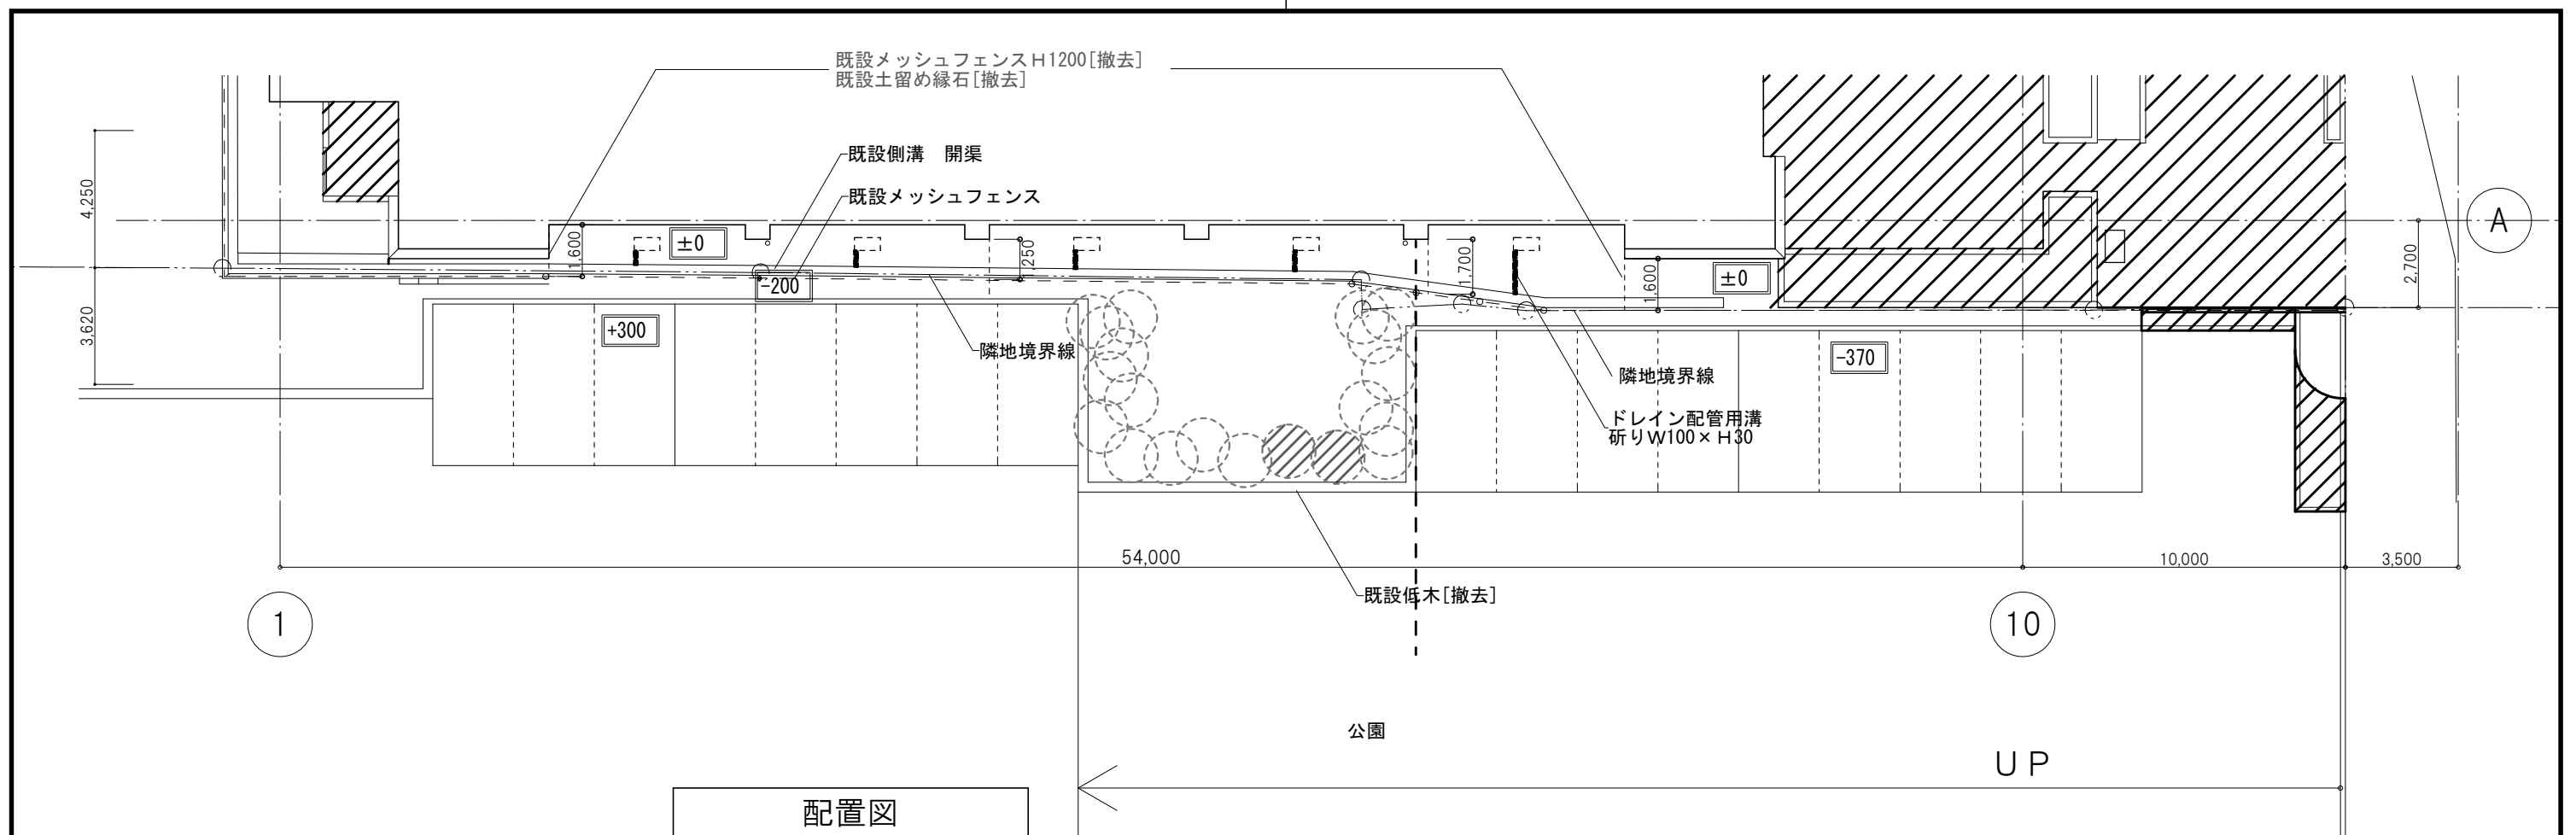 既設メッシュフェンスH1200[撤去]
既設土留め縁石[撤去]
既設側溝　開渠
既設メッシュフェンス
4,250
3,620
1,600
±0
-200
1,250
1,700
1,600
±0
2,700
A
+300
隣地境界線
-370
隣地境界線
ドレイン配管用溝
斫りW100×H30
54,000
10,000
3,500
既設低木[撤去]
1
10
公園
UP
配置図